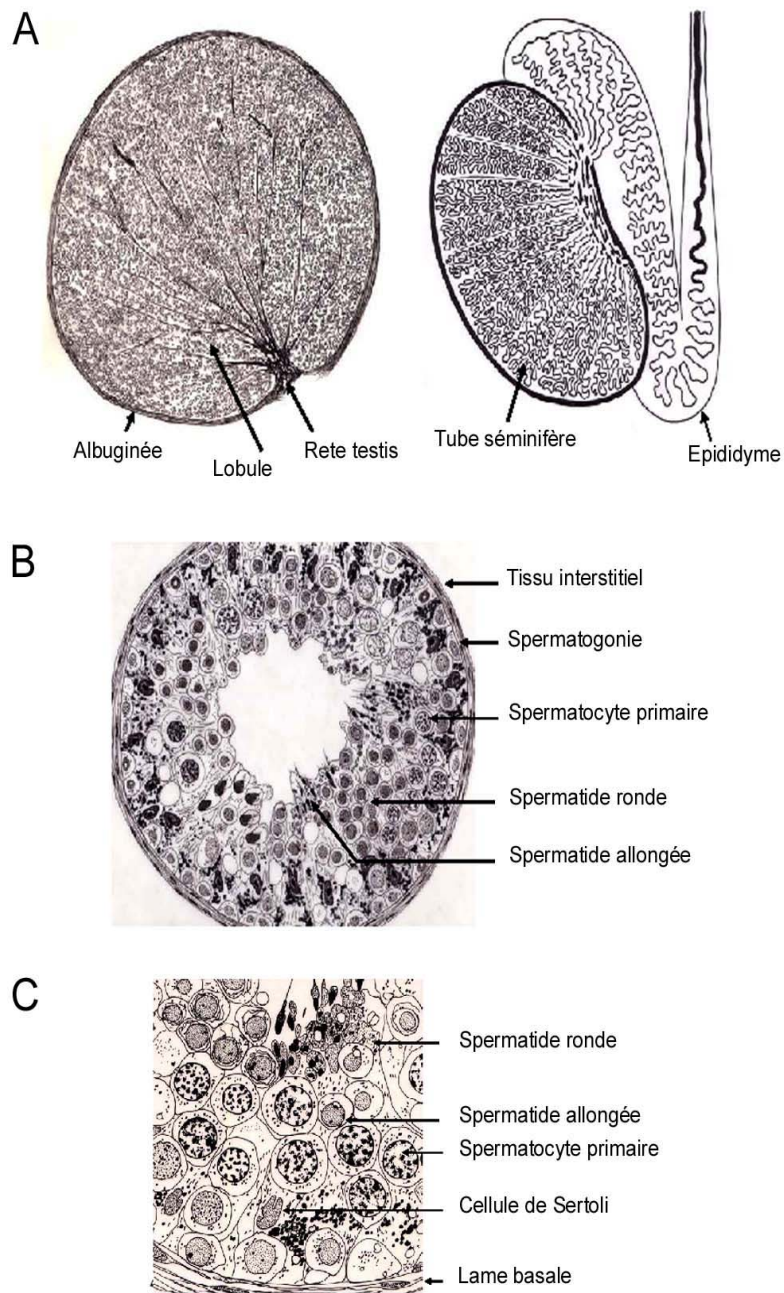 A
Albuginée
Lobule
Rete testis
Tube séminifère
Epididyme
B
Tissu interstitiel
Spermatogonie
Spermatocyte primaire
Spermatide ronde
Spermatide allongée
C
Spermatide ronde
Spermatide allongée
Spermatocyte primaire
Cellule de Sertoli
Lame basale